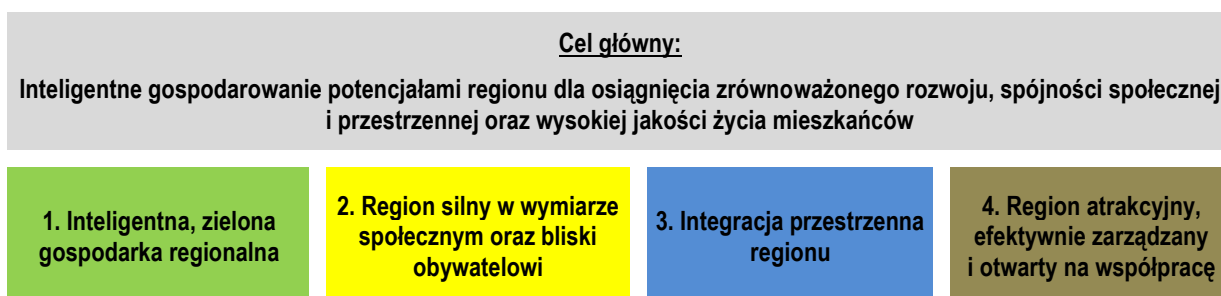 Cel główny:
Inteligentne gospodarowanie potencjałami regionu dla osiągnięcia zrównoważonego rozwoju, spójności społecznej
i przestrzennej oraz wysokiej jakości życia mieszkańców
1. Inteligentna, zielona
gospodarka regionalna
2. Region silny w wymiarze
społecznym oraz bliski
obywatelowi
3. Integracja przestrzenna
regionu
4. Region atrakcyjny,
efektywnie zarządzany
i otwarty na współpracę